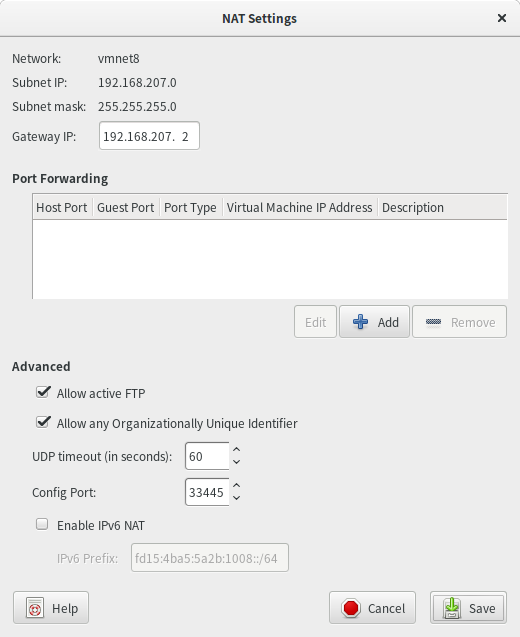 NAT Settings
Network: vmnet8
Subnet IP: 192.168.207.0
Subnet mask: 255.255.255.0
Gateway IP: 192.168.207. 2
Port Forwarding
Host Port Guest Port Port Type Virtual Machine IP Address Description
Edit Add Remove
Advanced
Allow active FTP
Allow any Organizationally Unique Identifier
UDP timeout (in seconds): 60
Config Port: 33445
Enable IPv6 NAT
IPv6 Prefix: fd15:4ba5:5a2b:1008::/64
Help Cancel Save